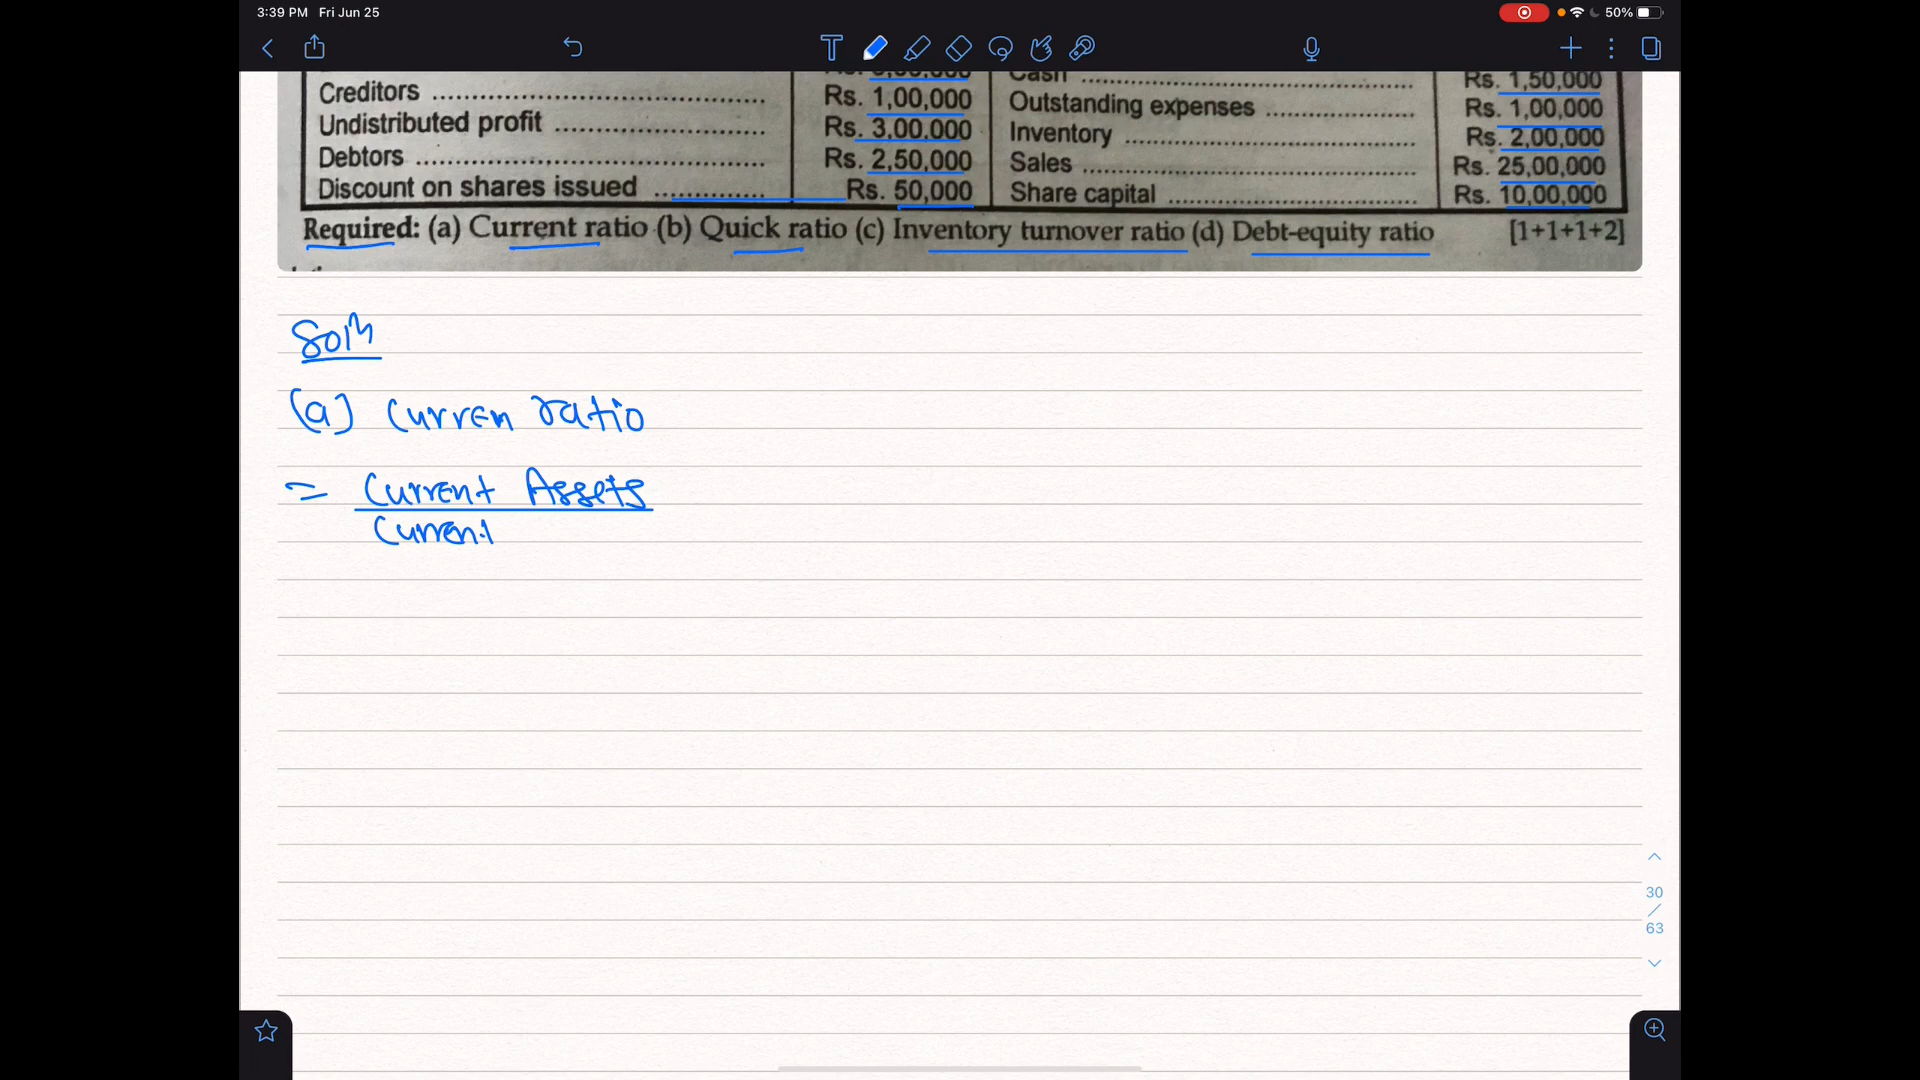 3:39 PM Fri Jun 25
50%
Cash .......... Rs. 1,50,000
Creditors .......... Rs. 1,00,000 Outstanding expenses .......... Rs. 1,00,000
Undistributed profit .......... Rs. 3,00,000 Inventory .......... Rs. 2,00,000
Debtors .......... Rs. 2,50,000 Sales .......... Rs. 25,00,000
Discount on shares issued .......... Rs. 50,000 Share capital .......... Rs. 10,00,000
Required: (a) Current ratio (b) Quick ratio (c) Inventory turnover ratio (d) Debt-equity ratio [1+1+1+2]
Soln
(a) Curren ratio
= Current Assets
Current
30
/
63